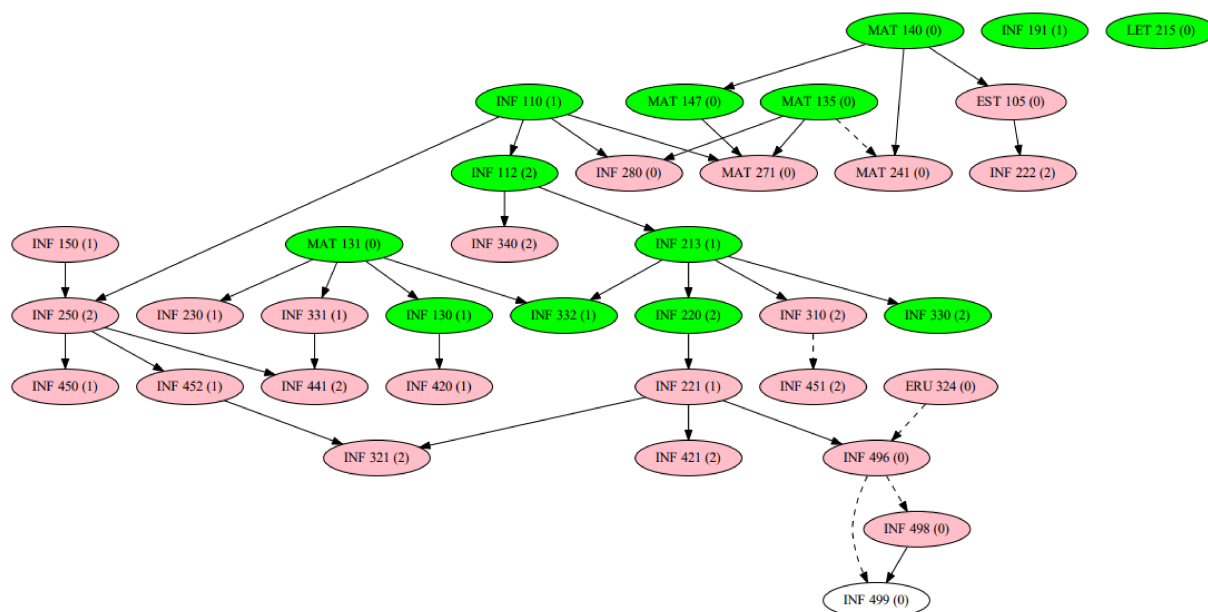 MAT 140 (0)
INF 191 (1)
LET 215 (0)
INF 110 (1)
MAT 147 (0)
MAT 135 (0)
EST 105 (0)
INF 112 (2)
INF 280 (0)
MAT 271 (0)
MAT 241 (0)
INF 222 (2)
INF 150 (1)
MAT 131 (0)
INF 340 (2)
INF 213 (1)
INF 250 (2)
INF 230 (1)
INF 331 (1)
INF 130 (1)
INF 332 (1)
INF 220 (2)
INF 310 (2)
INF 330 (2)
INF 450 (1)
INF 452 (1)
INF 441 (2)
INF 420 (1)
INF 221 (1)
INF 451 (2)
ERU 324 (0)
INF 321 (2)
INF 421 (2)
INF 496 (0)
INF 498 (0)
INF 499 (0)